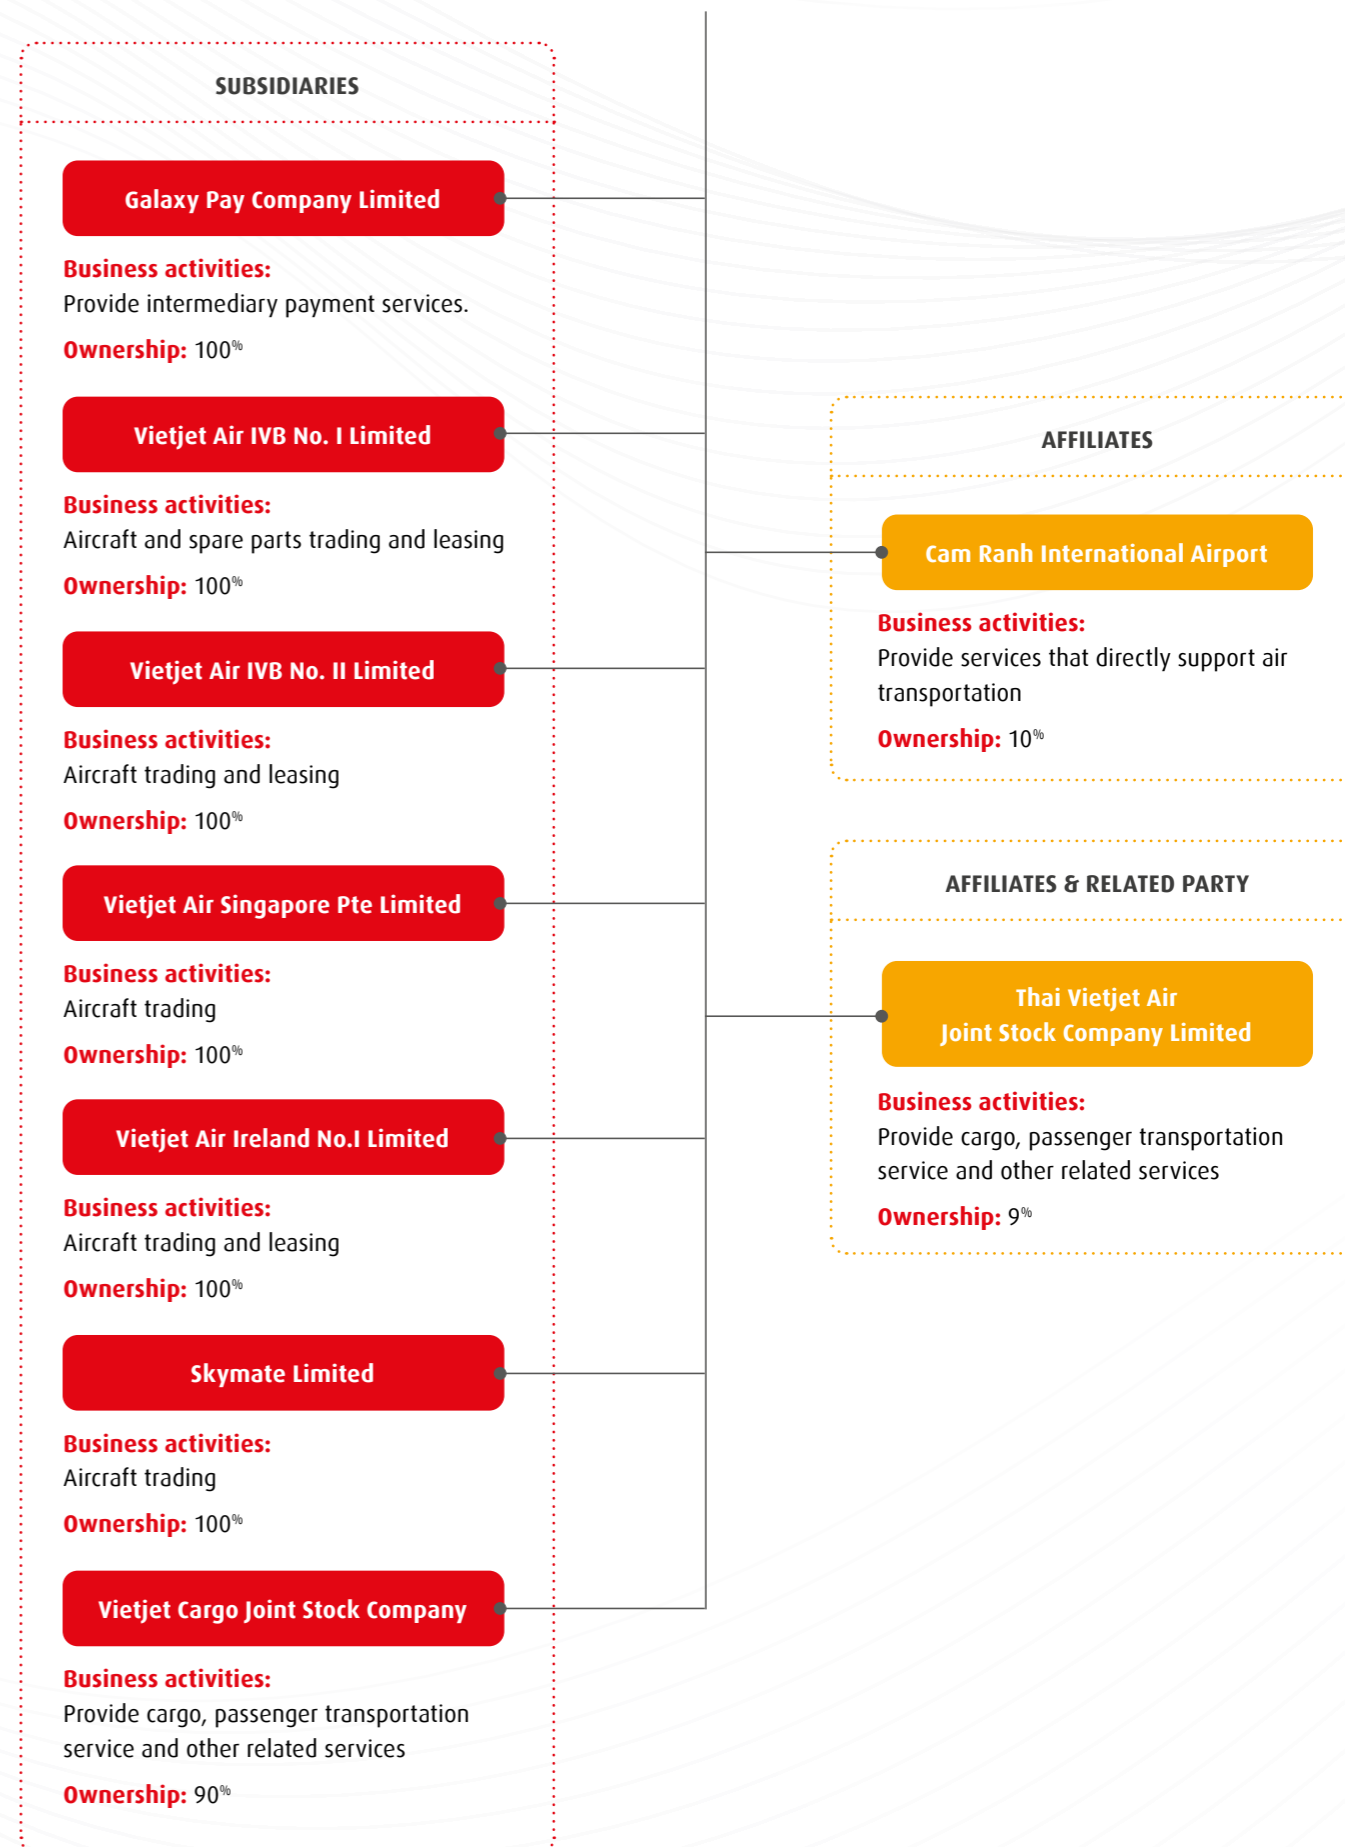 SUBSIDIARIES
Galaxy Pay Company Limited
Business activities:
Provide intermediary payment services.
Ownership: 100%
Vietjet Air IVB No. I Limited
Business activities:
Aircraft and spare parts trading and leasing
Ownership: 100%
Vietjet Air IVB No. II Limited
Business activities:
Aircraft trading and leasing
Ownership: 100%
Vietjet Air Singapore Pte Limited
Business activities:
Aircraft trading
Ownership: 100%
Vietjet Air Ireland No.I Limited
Business activities:
Aircraft trading and leasing
Ownership: 100%
Skymate Limited
Business activities:
Aircraft trading
Ownership: 100%
Vietjet Cargo Joint Stock Company
Business activities:
Provide cargo, passenger transportation
service and other related services
Ownership: 90%
AFFILIATES
Cam Ranh International Airport
Business activities:
Provide services that directly support air
transportation
Ownership: 10%
AFFILIATES & RELATED PARTY
Thai Vietjet Air
Joint Stock Company Limited
Business activities:
Provide cargo, passenger transportation
service and other related services
Ownership: 9%